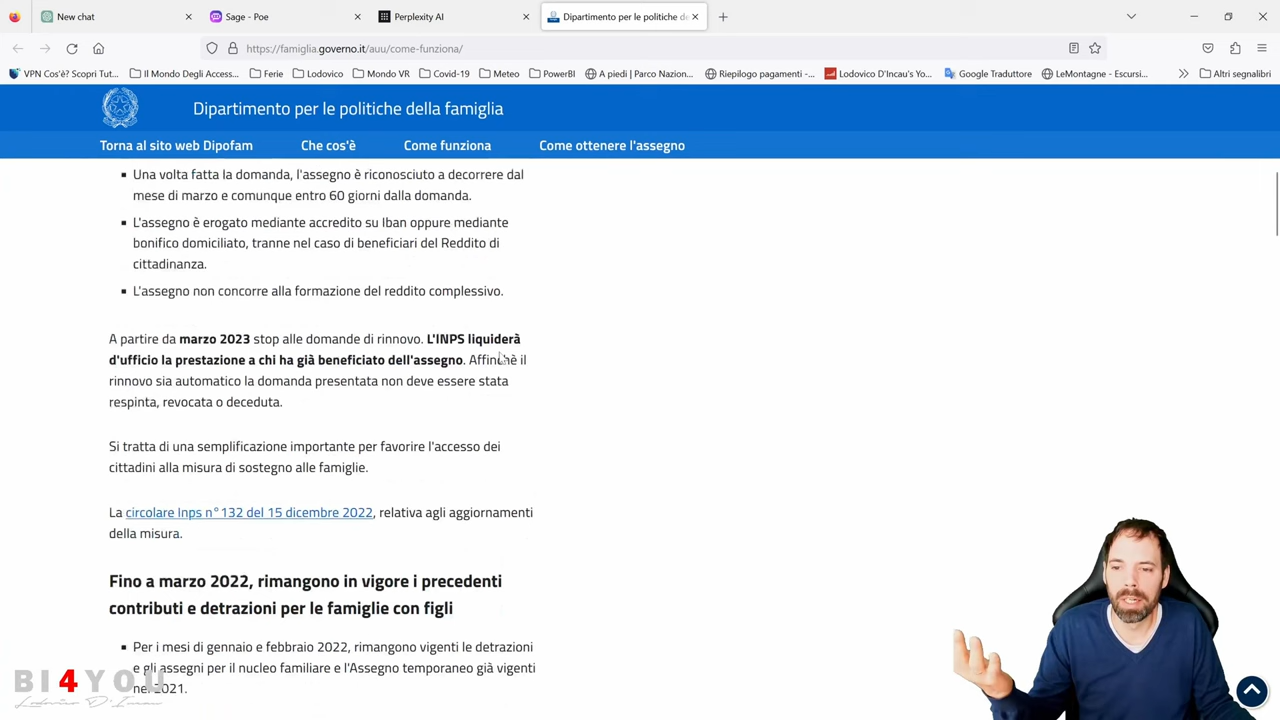 New chat
Sage - Poe
Perplexity AI
Dipartimento per le politiche de
https://famiglia.governo.it/auu/come-funziona/
VPN Cos'è? Scopri Tut... Il Mondo Degli Access... Ferie Lodovico Mondo VR Covid-19 Meteo PowerBI A piedi | Parco Nazion... Riepilogo pagamenti -... Lodovico D'Incau's Yo... Google Traduttore LeMontagne - Escursi... Altri segnalibri
Dipartimento per le politiche della famiglia
Torna al sito web Dipofam Che cos'è Come funziona Come ottenere l'assegno
Una volta fatta la domanda, l'assegno è riconosciuto a decorrere dal
mese di marzo e comunque entro 60 giorni dalla domanda.
L'assegno è erogato mediante accredito su Iban oppure mediante
bonifico domiciliato, tranne nel caso di beneficiari del Reddito di
cittadinanza.
L'assegno non concorre alla formazione del reddito complessivo.
A partire da marzo 2023 stop alle domande di rinnovo. L'INPS liquiderà
d'ufficio la prestazione a chi ha già beneficiato dell'assegno. Affinchè il
rinnovo sia automatico la domanda presentata non deve essere stata
respinta, revocata o deceduta.
Si tratta di una semplificazione importante per favorire l'accesso dei
cittadini alla misura di sostegno alle famiglie.
La circolare Inps n°132 del 15 dicembre 2022, relativa agli aggiornamenti
della misura.
Fino a marzo 2022, rimangono in vigore i precedenti
contributi e detrazioni per le famiglie con figli
Per i mesi di gennaio e febbraio 2022, rimangono vigenti le detrazioni
e gli assegni per il nucleo familiare e l'Assegno temporaneo già vigenti
nel 2021.
BI4YOU
Lodovico D'Incau